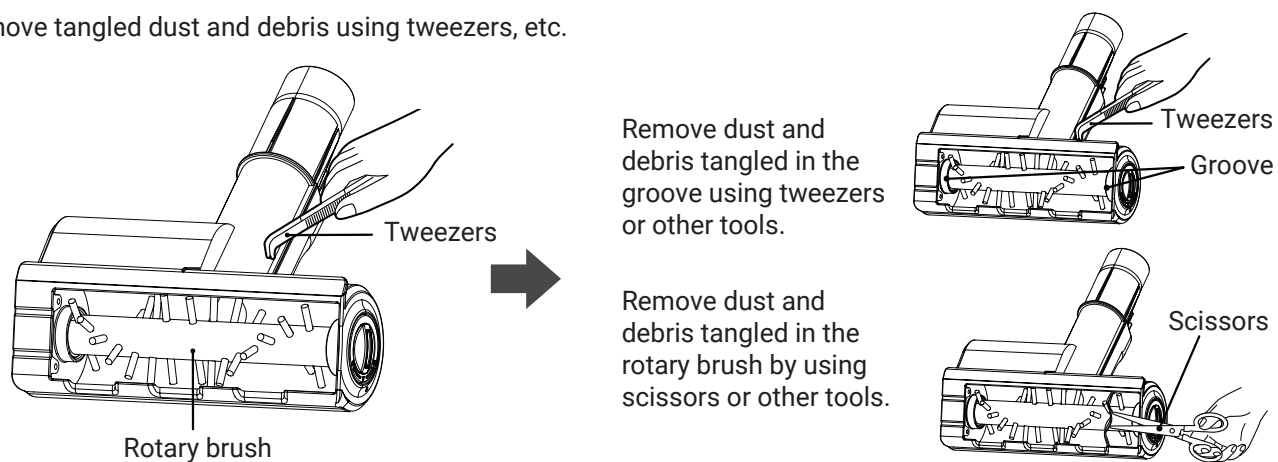 move tangled dust and debris using tweezers, etc.
Tweezers
Rotary brush
Remove dust and
debris tangled in the
groove using tweezers
or other tools.
Tweezers
Groove
Remove dust and
debris tangled in the
rotary brush by using
scissors or other tools.
Scissors